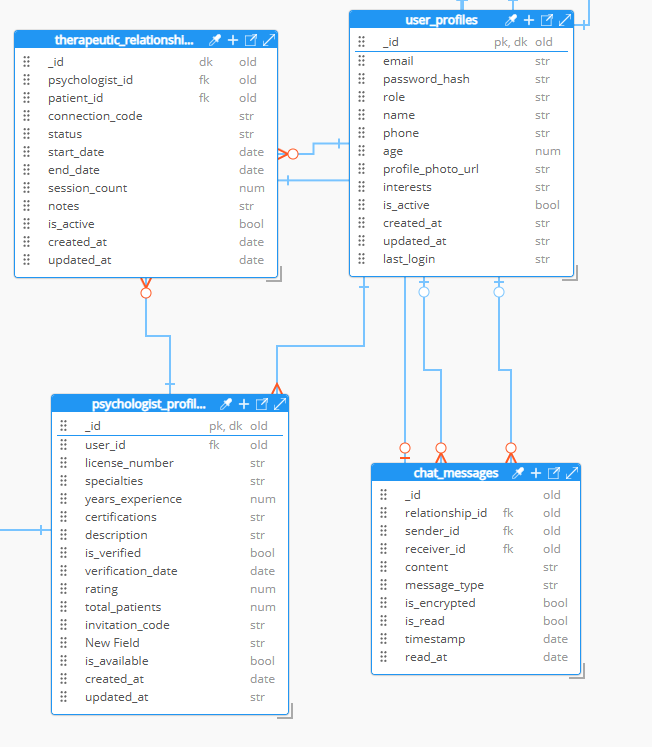 user_profiles
_id pk, dk old
email str
password_hash str
role str
name str
phone str
age num
profile_photo_url str
interests str
is_active bool
created_at str
updated_at str
last_login str
therapeutic_relationshi...
_id dk old
psychologist_id fk old
patient_id fk old
connection_code str
status str
start_date date
end_date date
session_count num
notes str
is_active bool
created_at date
updated_at date
psychologist_profil...
_id pk, dk old
user_id fk old
license_number str
specialties str
years_experience num
certifications str
description str
is_verified bool
verification_date date
rating num
total_patients num
invitation_code str
New Field str
is_available bool
created_at date
updated_at str
chat_messages
_id old
relationship_id fk old
sender_id fk old
receiver_id fk old
content str
message_type str
is_encrypted bool
is_read bool
timestamp date
read_at date